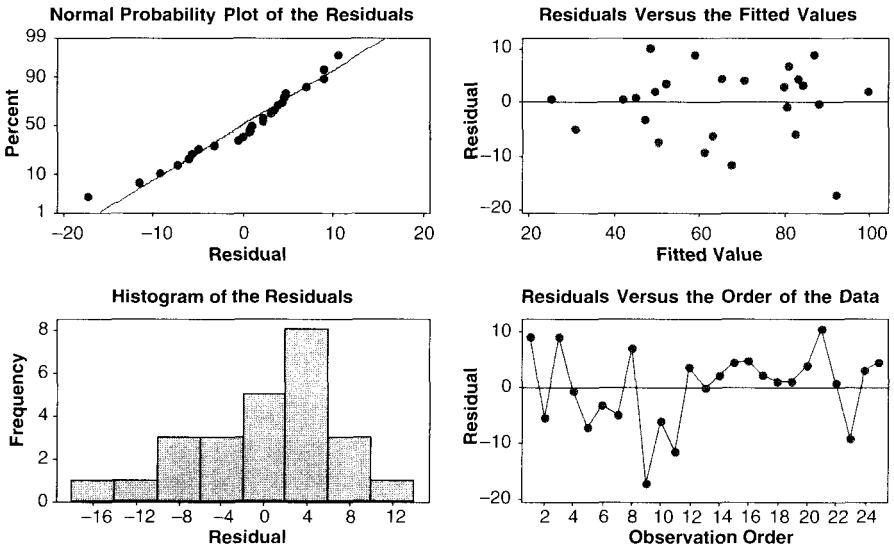 Normal Probability Plot of the Residuals
99
90
50
10
1
Percent
−20 −10 0 10 20
Residual
Residuals Versus the Fitted Values
10
0
−10
−20
Residual
20 40 60 80 100
Fitted Value
Histogram of the Residuals
8
6
4
2
0
Frequency
−16 −12 −8 −4 0 4 8 12
Residual
Residuals Versus the Order of the Data
10
0
−10
−20
Residual
2 4 6 8 10 12 14 16 18 20 22 24
Observation Order